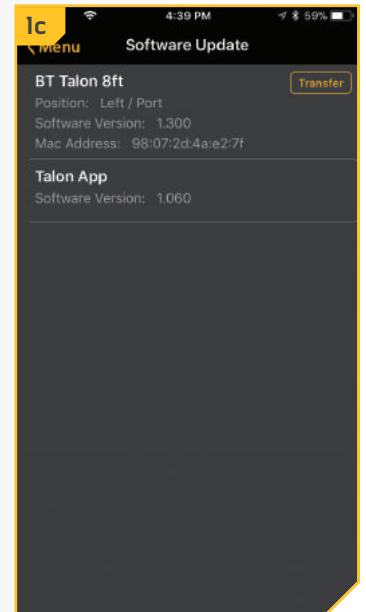 1c
4:39 PM
59%
Menu
Software Update
BT Talon 8ft
Transfer
Position: Left / Port
Software Version: 1.300
Mac Address: 98:07:2d:4a:e2:7f
Talon App
Software Version: 1.060